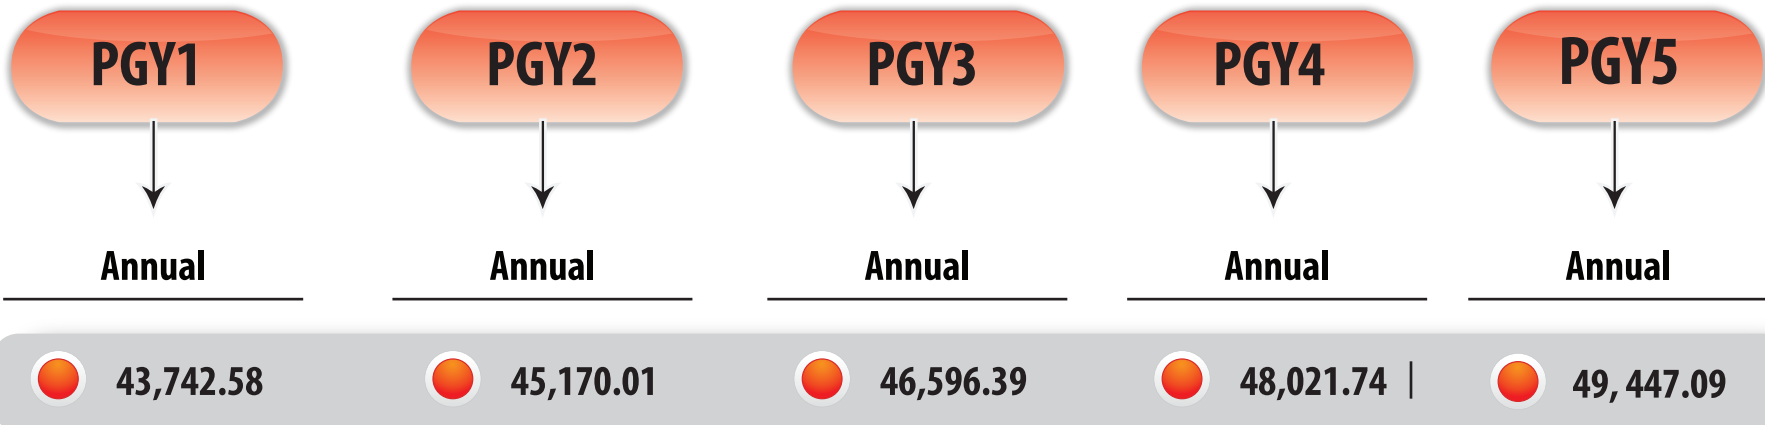 PGY1 PGY2 PGY3 PGY4 PGY5
Annual Annual Annual Annual Annual
43,742.58 45,170.01 46,596.39 48,021.74 | 49, 447.09